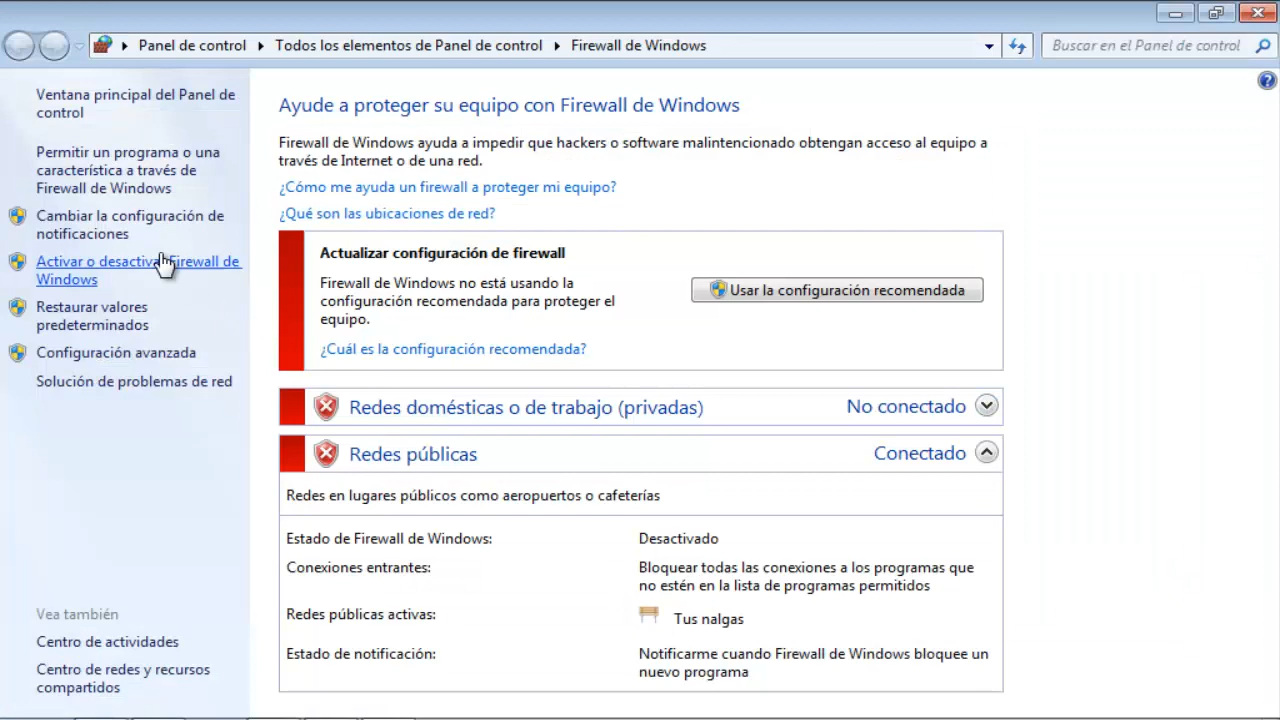 Panel de control
Todos los elementos de Panel de control
Firewall de Windows
Buscar en el Panel de control
Ventana principal del Panel de
control
Permitir un programa o una
característica a través de
Firewall de Windows
Cambiar la configuración de
notificaciones
Activar o desactivar Firewall de
Windows
Restaurar valores
predeterminados
Configuración avanzada
Solución de problemas de red
Vea también
Centro de actividades
Centro de redes y recursos
compartidos
Ayude a proteger su equipo con Firewall de Windows
Firewall de Windows ayuda a impedir que hackers o software malintencionado obtengan acceso al equipo a
través de Internet o de una red.
¿Cómo me ayuda un firewall a proteger mi equipo?
¿Qué son las ubicaciones de red?
Actualizar configuración de firewall
Firewall de Windows no está usando la
configuración recomendada para proteger el
equipo.
Usar la configuración recomendada
¿Cuál es la configuración recomendada?
Redes domésticas o de trabajo (privadas) No conectado
Redes públicas Conectado
Redes en lugares públicos como aeropuertos o cafeterías
Estado de Firewall de Windows: Desactivado
Conexiones entrantes: Bloquear todas las conexiones a los programas que
no estén en la lista de programas permitidos
Redes públicas activas: Tus nalgas
Estado de notificación: Notificarme cuando Firewall de Windows bloquee un
nuevo programa